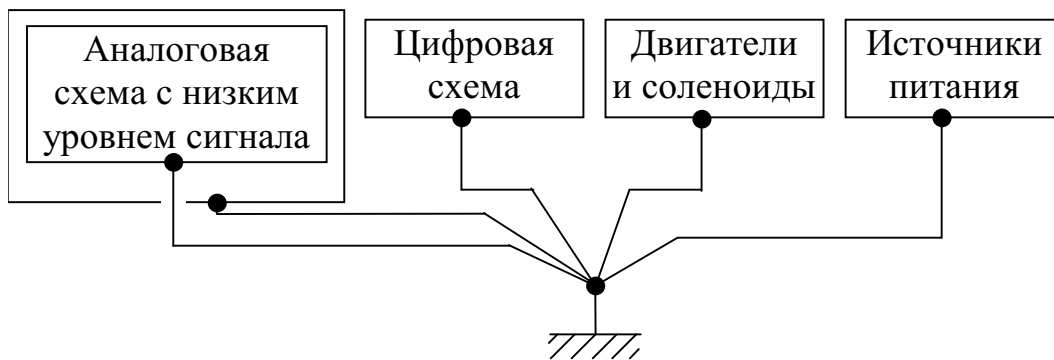 Аналоговая
схема с низким
уровнем сигнала
Цифровая
схема
Двигатели
и соленоиды
Источники
питания